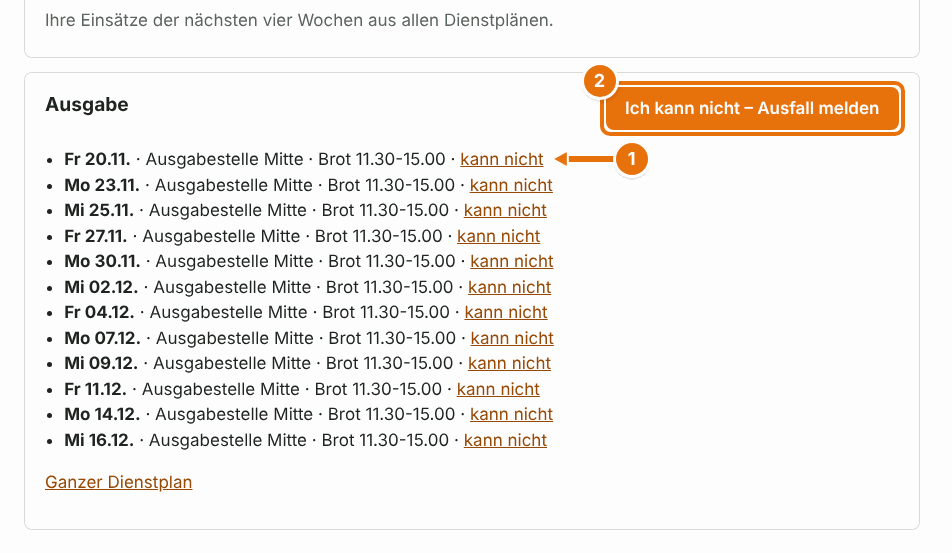 Ihre Einsätze der nächsten vier Wochen aus allen Dienstplänen.
2
Ausgabe
Ich kann nicht – Ausfall melden
• Fr 20.11. · Ausgabestelle Mitte · Brot 11.30-15.00 · kann nicht
1
• Mo 23.11. · Ausgabestelle Mitte · Brot 11.30-15.00 · kann nicht
• Mi 25.11. · Ausgabestelle Mitte · Brot 11.30-15.00 · kann nicht
• Fr 27.11. · Ausgabestelle Mitte · Brot 11.30-15.00 · kann nicht
• Mo 30.11. · Ausgabestelle Mitte · Brot 11.30-15.00 · kann nicht
• Mi 02.12. · Ausgabestelle Mitte · Brot 11.30-15.00 · kann nicht
• Fr 04.12. · Ausgabestelle Mitte · Brot 11.30-15.00 · kann nicht
• Mo 07.12. · Ausgabestelle Mitte · Brot 11.30-15.00 · kann nicht
• Mi 09.12. · Ausgabestelle Mitte · Brot 11.30-15.00 · kann nicht
• Fr 11.12. · Ausgabestelle Mitte · Brot 11.30-15.00 · kann nicht
• Mo 14.12. · Ausgabestelle Mitte · Brot 11.30-15.00 · kann nicht
• Mi 16.12. · Ausgabestelle Mitte · Brot 11.30-15.00 · kann nicht
Ganzer Dienstplan